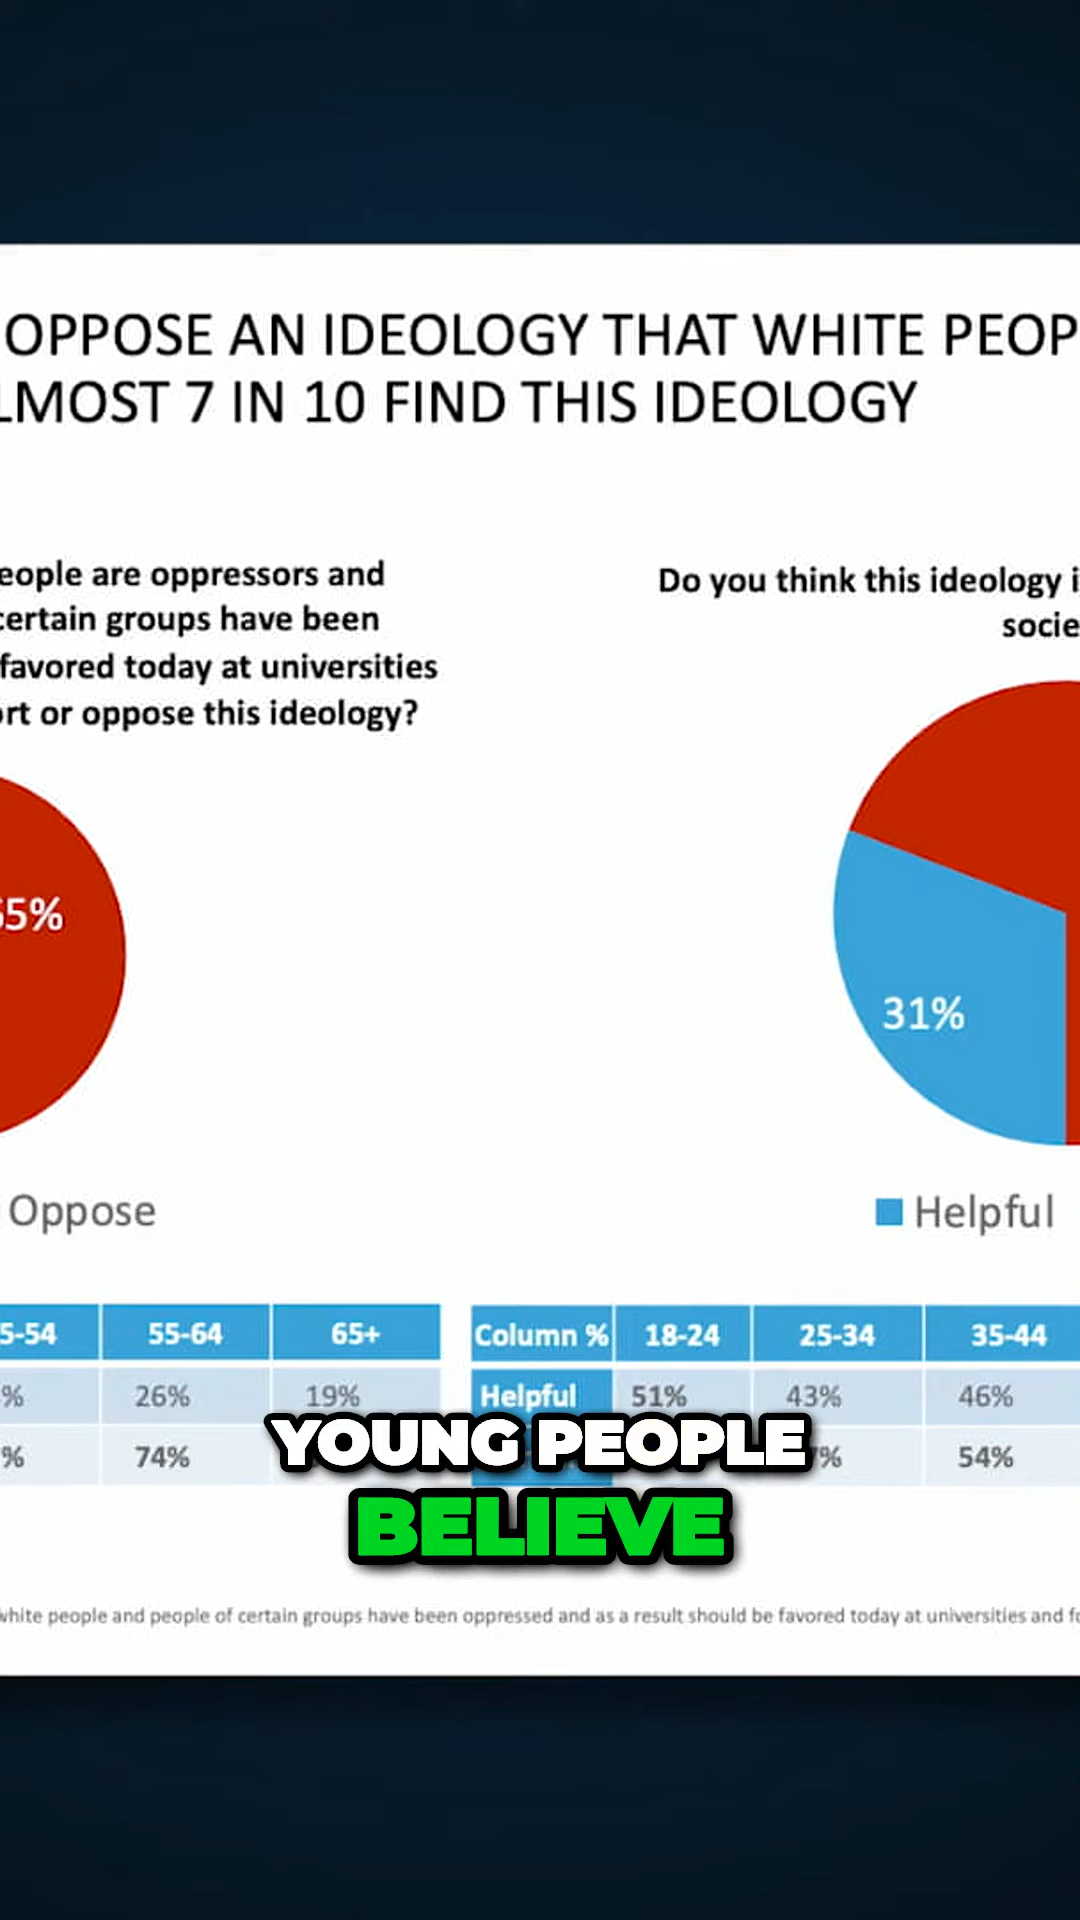 OPPOSE AN IDEOLOGY THAT WHITE PEOP
LMOST 7 IN 10 FIND THIS IDEOLOGY
eople are oppressors and
certain groups have been
favored today at universities
ort or oppose this ideology?
Do you think this ideology i
socie
5%
31%
Oppose
Helpful
5-54 55-64 65+
% 26% 19%
% 74%
Column % 18-24 25-34 35-44
Helpful 51% 43% 46%
% 54%
YOUNG PEOPLE
BELIEVE
white people and people of certain groups have been oppressed and as a result should be favored today at universities and fo